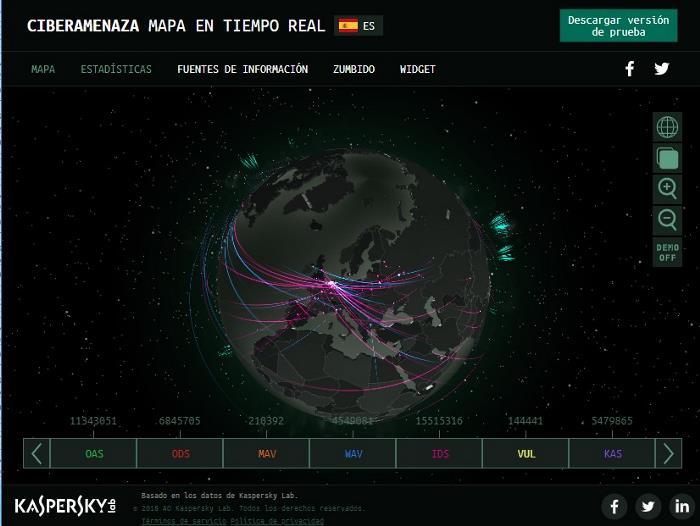 CIBERAMENAZA MAPA EN TIEMPO REAL ES
Descargar versión
de prueba
MAPA ESTADÍSTICAS FUENTES DE INFORMACIÓN ZUMBIDO WIDGET
DEMO
OFF
11343051 6845705 210392 4549081 15515316 144441 5479865
OAS ODS MAV WAV IDS VUL KAS
KASPERSKY lab
Basado en los datos de Kaspersky Lab.
© 2016 AO Kaspersky Lab. Todos los derechos reservados.
Términos de servicio Política de privacidad